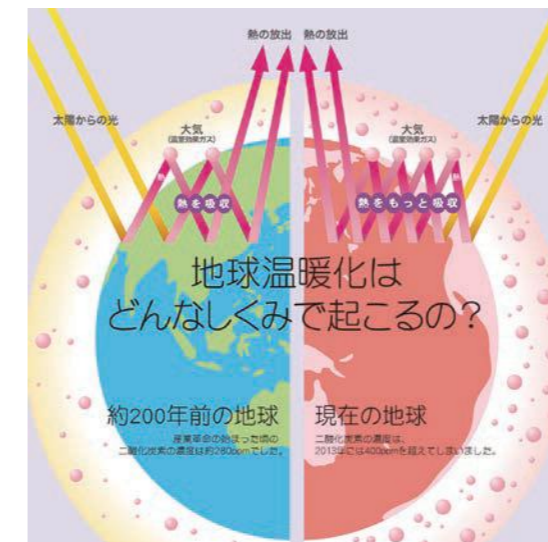 熱の放出 熱の放出
太陽からの光
大気
(温室効果ガス)
大気
(温室効果ガス)
太陽からの光
熱
熱
熱を吸収
熱をもっと吸収
地球温暖化は
どんなしくみで起こるの？
約200年前の地球
産業革命の始まった頃の
二酸化炭素の濃度は約280ppmでした。
現在の地球
二酸化炭素の濃度は、
2013年には400ppmを超えてしまいました。